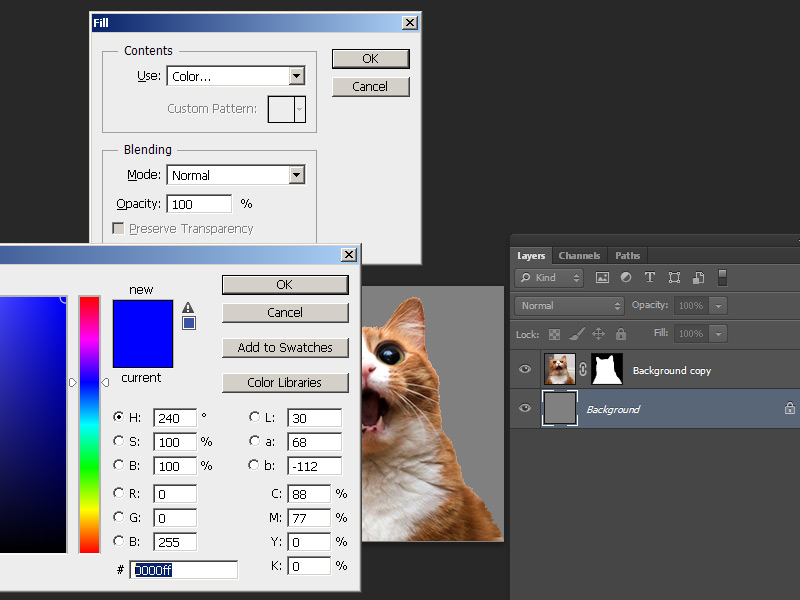 Fill
Contents
Use: Color...
Custom Pattern:
OK
Cancel
Blending
Mode: Normal
Opacity: 100 %
Preserve Transparency
new
current
OK
Cancel
Add to Swatches
Color Libraries
H: 240 °
S: 100 %
B: 100 %
R: 0
G: 0
B: 255
# 0000ff
L: 30
a: 68
b: -112
C: 88 %
M: 77 %
Y: 0 %
K: 0 %
Layers Channels Paths
Kind
Normal Opacity: 100%
Lock: Fill: 100%
Background copy
Background